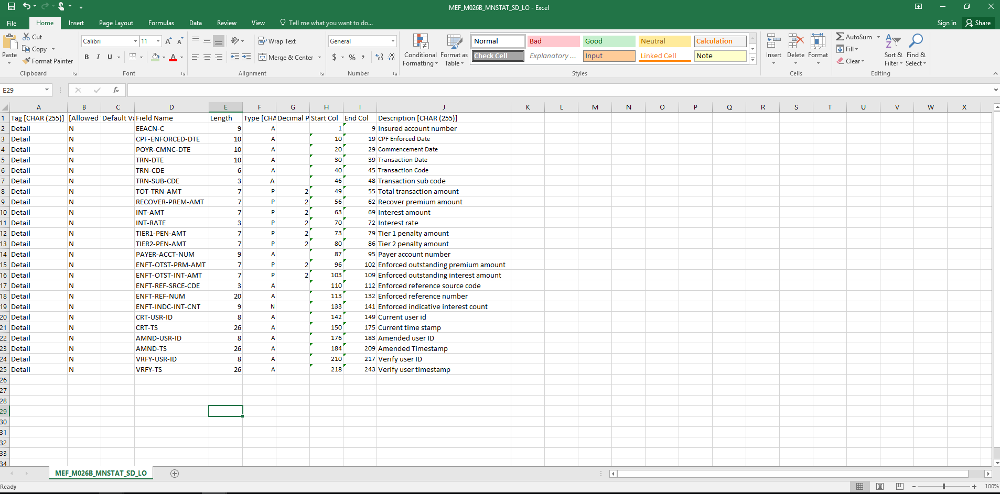 MEF_M026B_MNSTAT_SD_LO - Excel
File Home Insert Page Layout Formulas Data Review View Tell me what you want to do... Sign in Share
Paste Cut Copy Format Painter Clipboard
Calibri 11 A A B I U A Font
Wrap Text Merge & Center Alignment
General $ % , .00 Number
Conditional Formatting Format as Table
Normal Bad Good Neutral Calculation
Check Cell Explanatory ... Input Linked Cell Note
Styles
Insert Delete Format Cells
AutoSum Fill Clear Sort & Filter Find & Select Editing
E29 fx
A B C D E F G H I J K L M N O P Q R S T U V W X
1 Tag [CHAR (255)] [Allowed Default Va Field Name Length Type [CHA Decimal P Start Col End Col Description [CHAR (255)]
2 Detail N EEACN-C 9 A 1 9 Insured account number
3 Detail N CPF-ENFORCED-DTE 10 A 10 19 CPF Enforced Date
4 Detail N POYR-CMNC-DTE 10 A 20 29 Commencement Date
5 Detail N TRN-DTE 10 A 30 39 Transaction Date
6 Detail N TRN-CDE 6 A 40 45 Transaction Code
7 Detail N TRN-SUB-CDE 3 A 46 48 Transaction sub code
8 Detail N TOT-TRN-AMT 7 P 2 49 55 Total transaction amount
9 Detail N RECOVER-PREM-AMT 7 P 2 56 62 Recover premium amount
10 Detail N INT-AMT 7 P 2 63 69 Interest amount
11 Detail N INT-RATE 3 P 2 70 72 Interest rate
12 Detail N TIER1-PEN-AMT 7 P 2 73 79 Tier 1 penalty amount
13 Detail N TIER2-PEN-AMT 7 P 2 80 86 Tier 2 penalty amount
14 Detail N PAYER-ACCT-NUM 9 A 87 95 Payer account number
15 Detail N ENFT-OTST-PRM-AMT 7 P 2 96 102 Enforced outstanding premium amount
16 Detail N ENFT-OTST-INT-AMT 7 P 2 103 109 Enforced outstanding interest amount
17 Detail N ENFT-REF-SRCE-CDE 3 A 110 112 Enforced reference source code
18 Detail N ENFT-REF-NUM 20 A 113 132 Enforced reference number
19 Detail N ENFT-INDC-INT-CNT 9 N 133 141 Enforced indicative interest count
20 Detail N CRT-USR-ID 8 A 142 149 Current user id
21 Detail N CRT-TS 26 A 150 175 Current time stamp
22 Detail N AMND-USR-ID 8 A 176 183 Amended user ID
23 Detail N AMND-TS 26 A 184 209 Amended Timestamp
24 Detail N VRFY-USR-ID 8 A 210 217 Verify user ID
25 Detail N VRFY-TS 26 A 218 243 Verify user timestamp
26
27
28
29
30
31
32
33
34
MEF_M026B_MNSTAT_SD_LO
Ready 100%